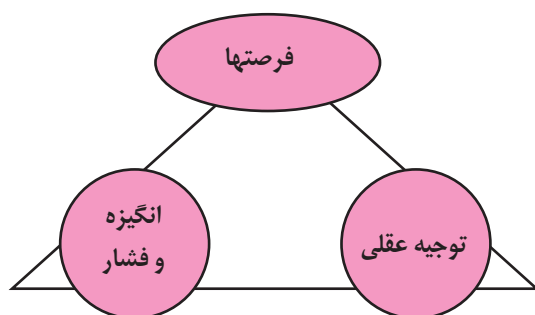 فرصتها
انگیزه
و فشار
توجیه عقلی